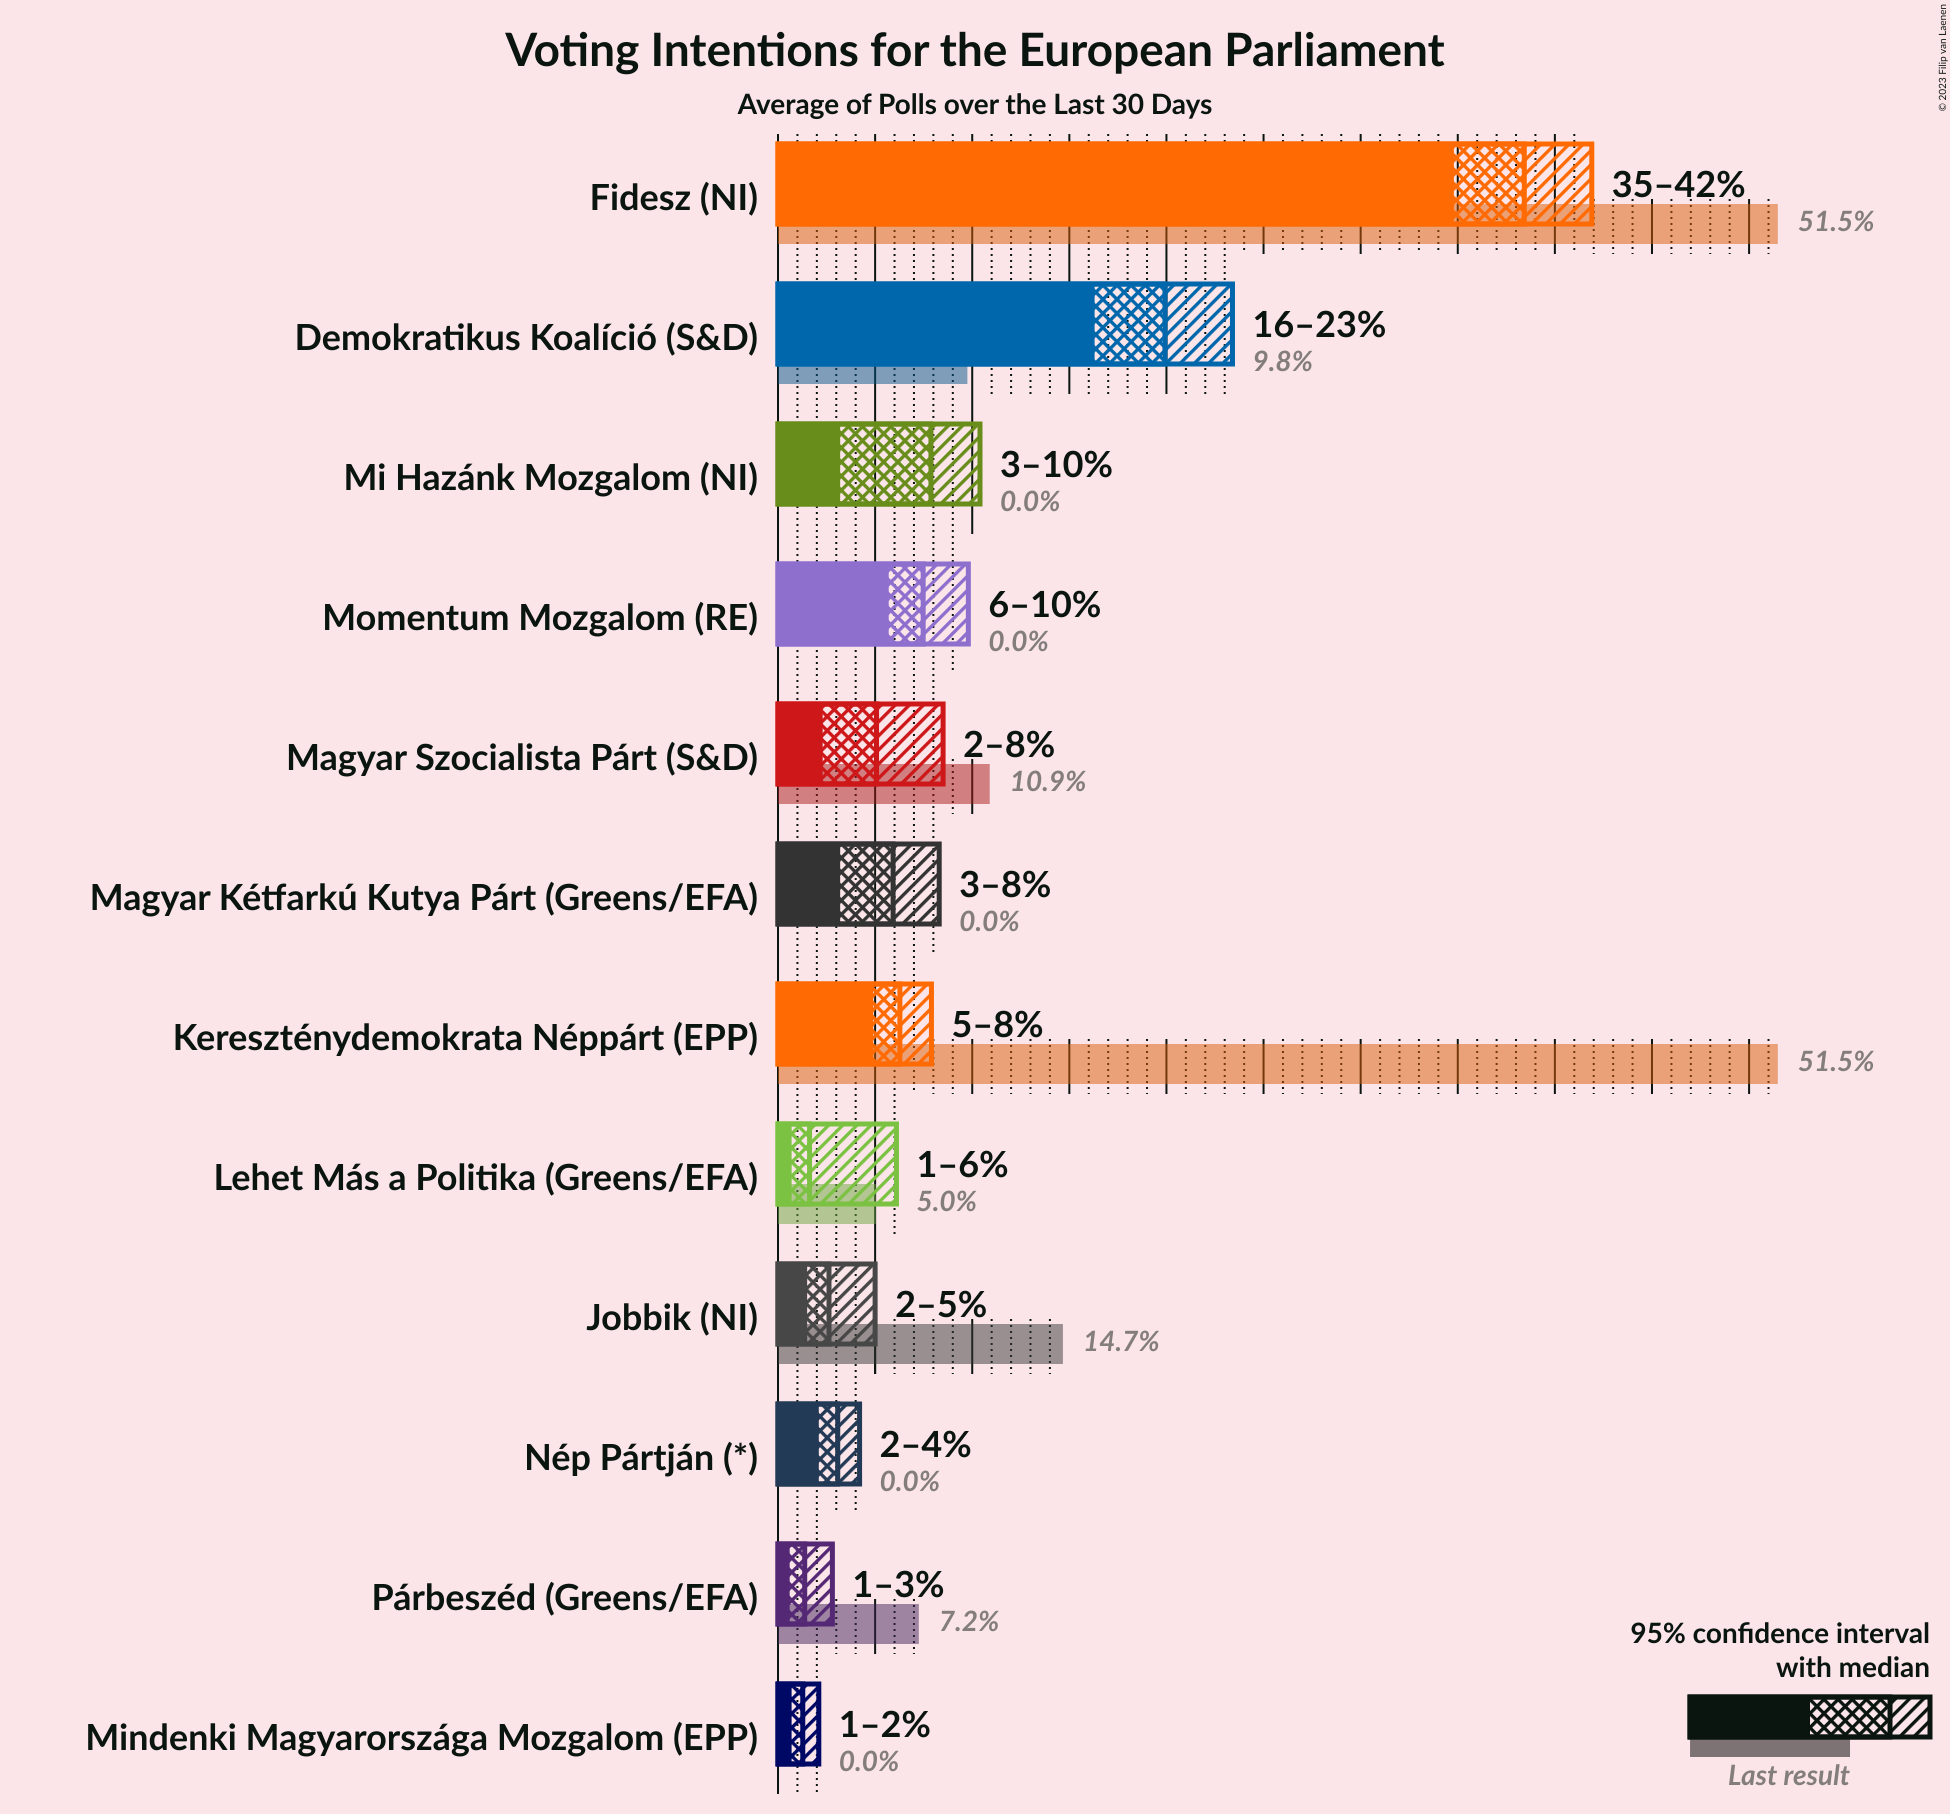 Voting Intentions for the European Parliament
Average of Polls over the Last 30 Days
© 2023 Filip van Laenen
Fidesz (NI)
35–42%
51.5%
Demokratikus Koalíció (S&D)
16–23%
9.8%
Mi Hazánk Mozgalom (NI)
3–10%
0.0%
Momentum Mozgalom (RE)
6–10%
0.0%
Magyar Szocialista Párt (S&D)
2–8%
10.9%
Magyar Kétfarkú Kutya Párt (Greens/EFA)
3–8%
0.0%
Kereszténydemokrata Néppárt (EPP)
5–8%
51.5%
Lehet Más a Politika (Greens/EFA)
1–6%
5.0%
Jobbik (NI)
2–5%
14.7%
Nép Pártján (*)
2–4%
0.0%
Párbeszéd (Greens/EFA)
1–3%
7.2%
Mindenki Magyarországa Mozgalom (EPP)
1–2%
0.0%
95% confidence interval
with median
Last result